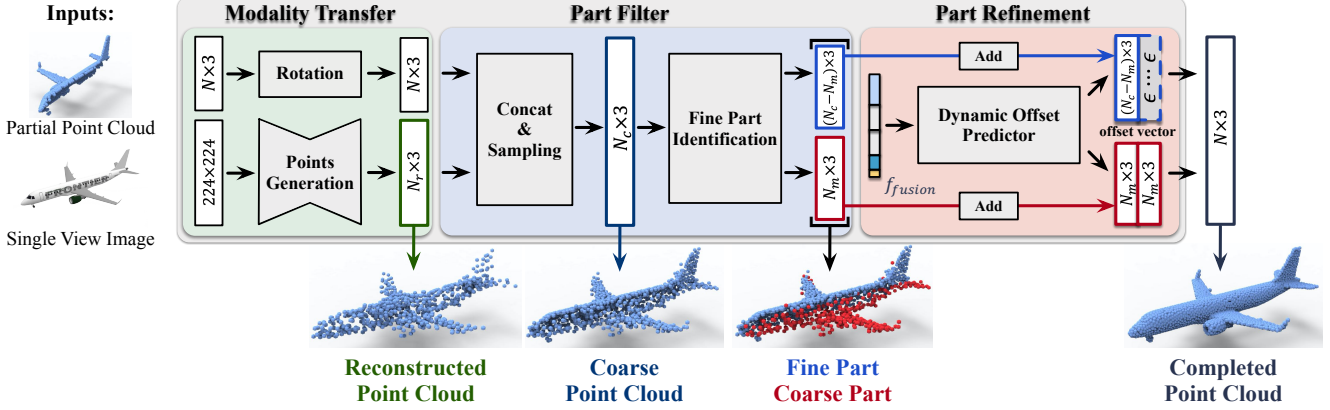 Inputs:
Modality Transfer
Part Filter
Part Refinement
Partial Point Cloud
FRONTIER
Single View Image
N×3
Rotation
N×3
224×224
Points
Generation
N_r×3
Concat
&
Sampling
N_c×3
Fine Part
Identification
(N_c−N_m)×3
N_m×3
Add
f_fusion
Dynamic Offset
Predictor
Add
(N_c−N_m)×3
ϵ … ϵ
offset vector
N_m×3
N_m×3
N×3
Reconstructed
Point Cloud
Coarse
Point Cloud
Fine Part
Coarse Part
Completed
Point Cloud